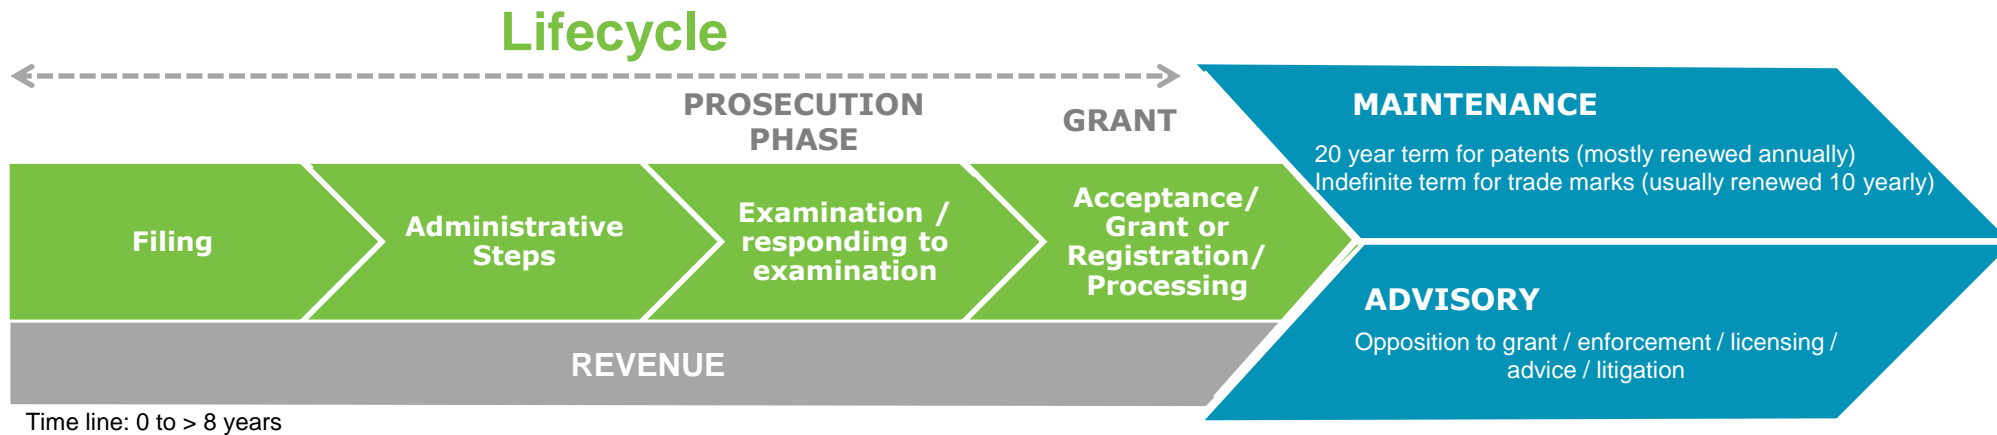 Lifecycle
PROSECUTION
PHASE
GRANT
Filing
Administrative
Steps
Examination /
responding to
examination
Acceptance/
Grant or
Registration/
Processing
REVENUE
Time line: 0 to > 8 years
MAINTENANCE
20 year term for patents (mostly renewed annually)
Indefinite term for trade marks (usually renewed 10 yearly)
ADVISORY
Opposition to grant / enforcement / licensing /
advice / litigation